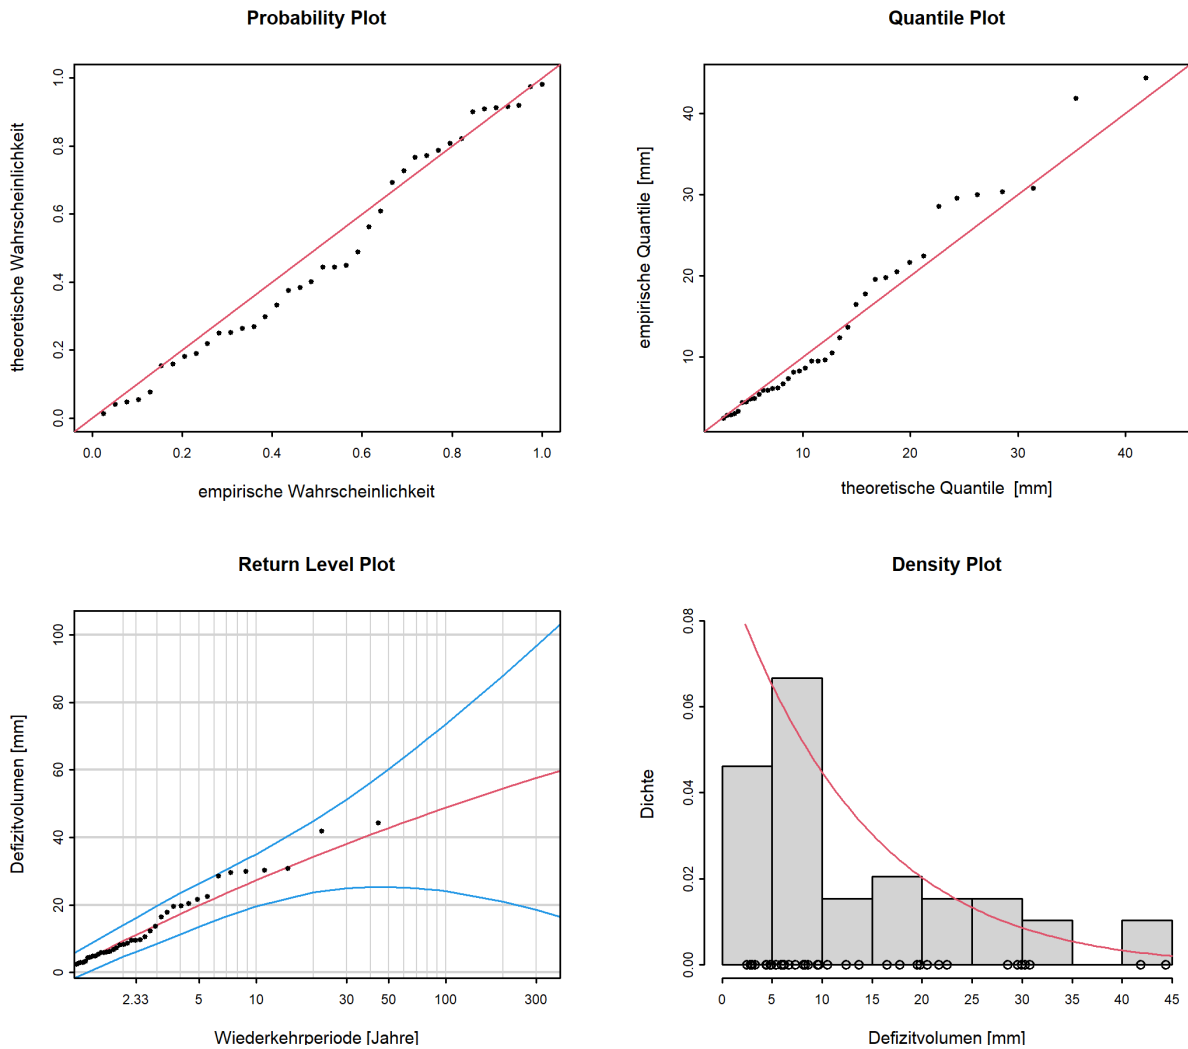 Probability Plot
theoretische Wahrscheinlichkeit
0.0 0.2 0.4 0.6 0.8 1.0
0.0 0.2 0.4 0.6 0.8 1.0
empirische Wahrscheinlichkeit
Quantile Plot
empirische Quantile [mm]
10 20 30 40
10 20 30 40
theoretische Quantile [mm]
Return Level Plot
Defizitvolumen [mm]
0 20 40 60 80 100
2.33 5 10 30 50 100 300
Wiederkehrperiode [Jahre]
Density Plot
Dichte
0.00 0.02 0.04 0.06 0.08
0 5 10 15 20 25 30 35 40 45
Defizitvolumen [mm]